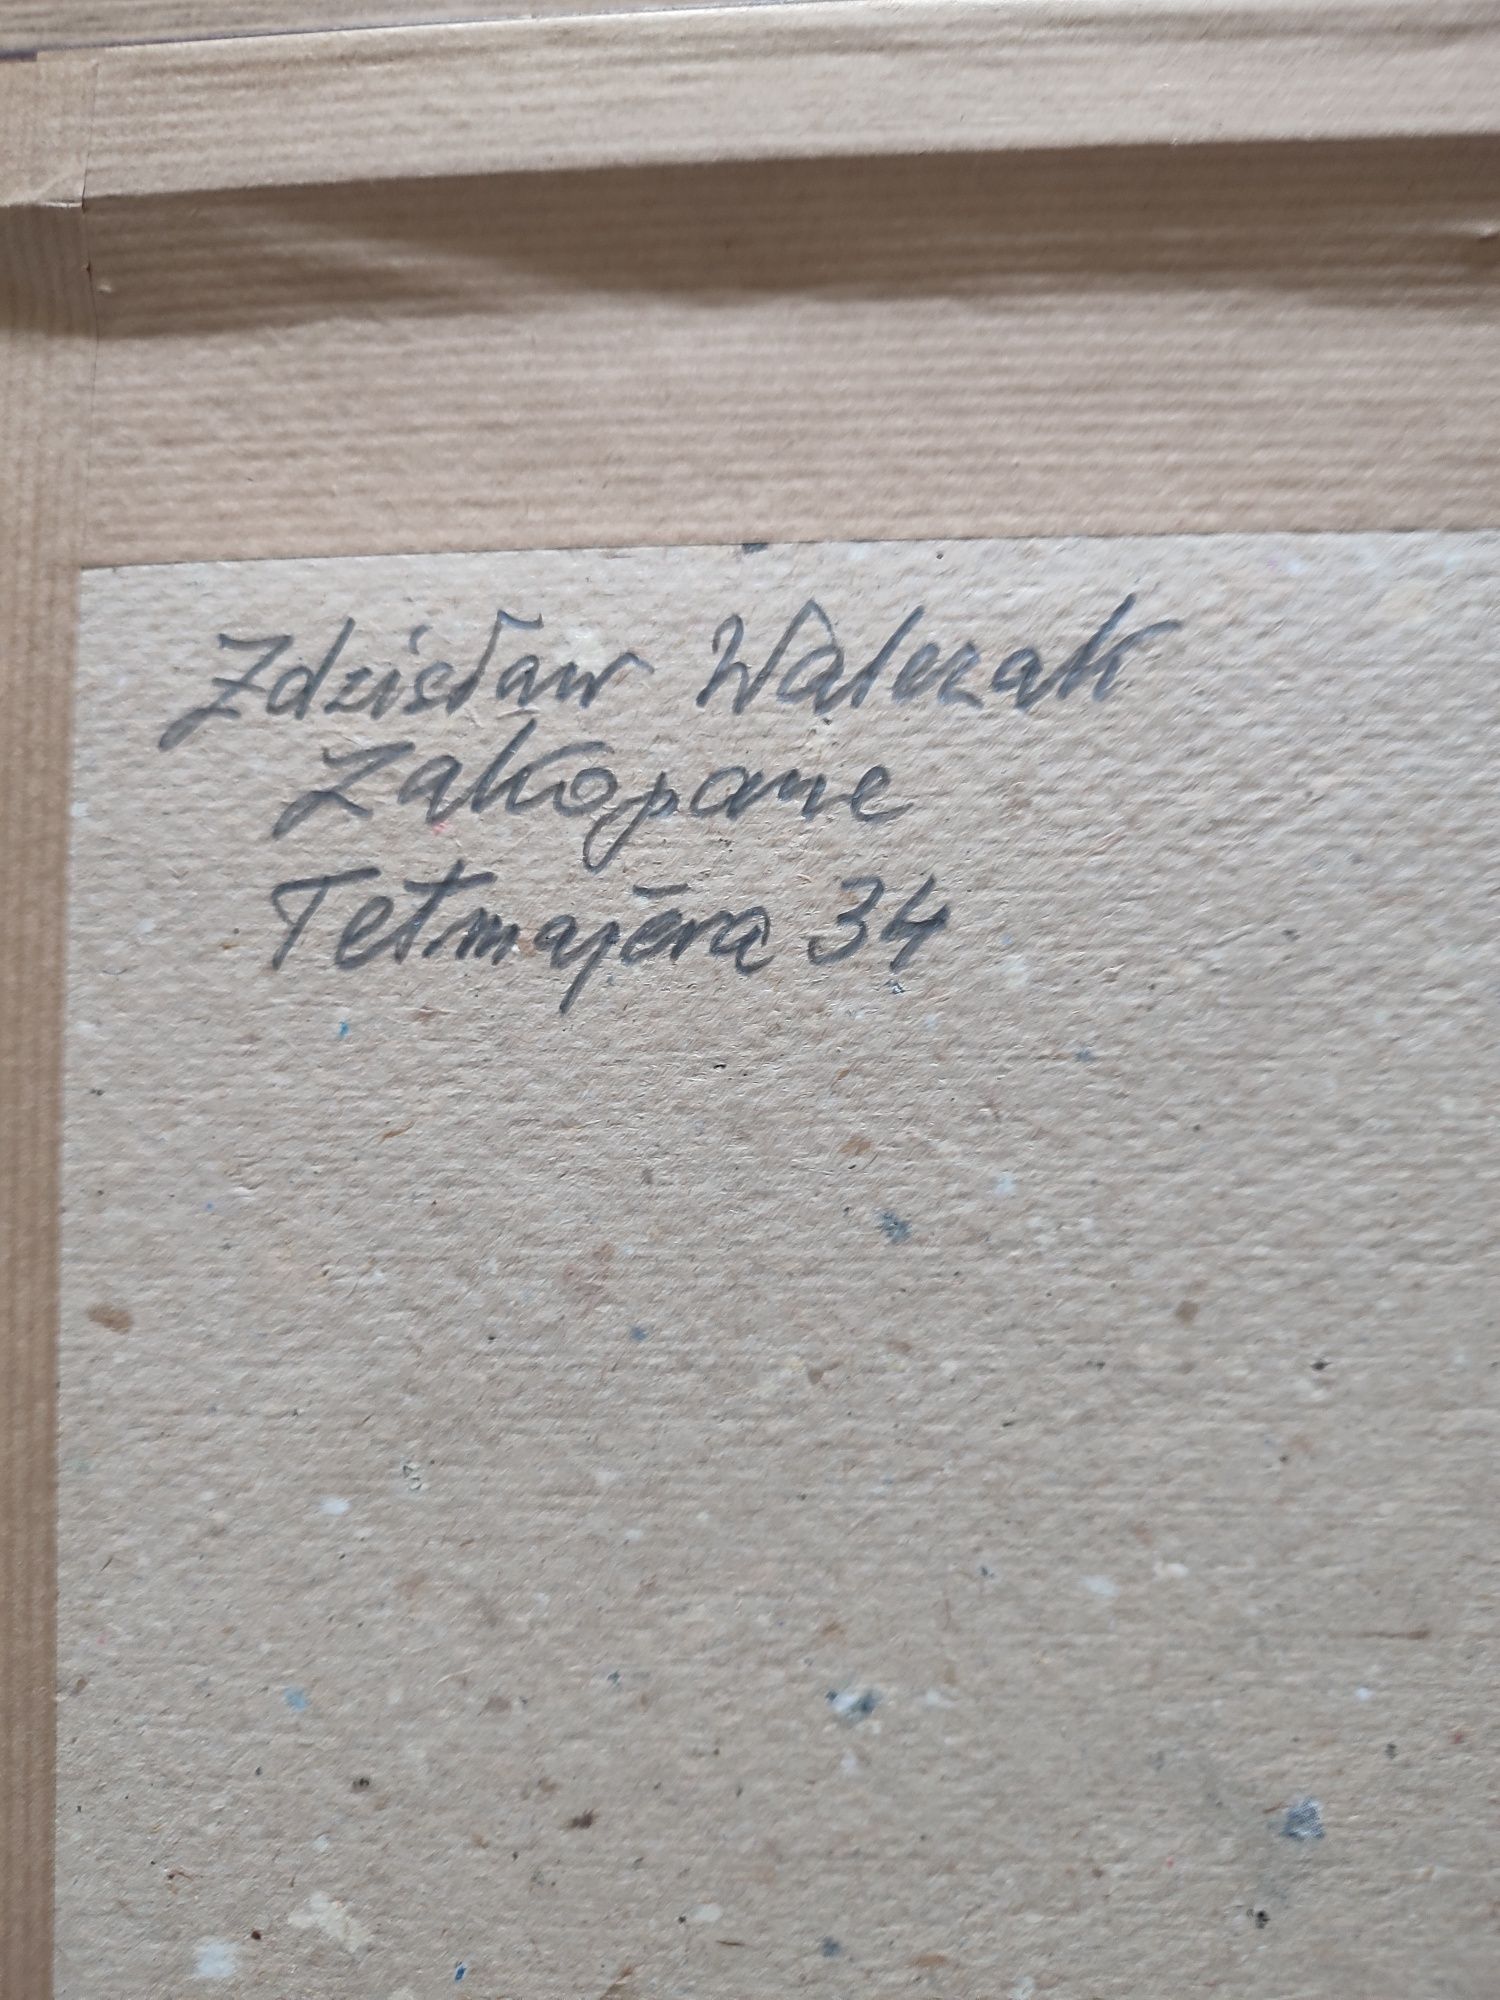 Zdzisław Walczak
Zakopane
Tetmajera 34